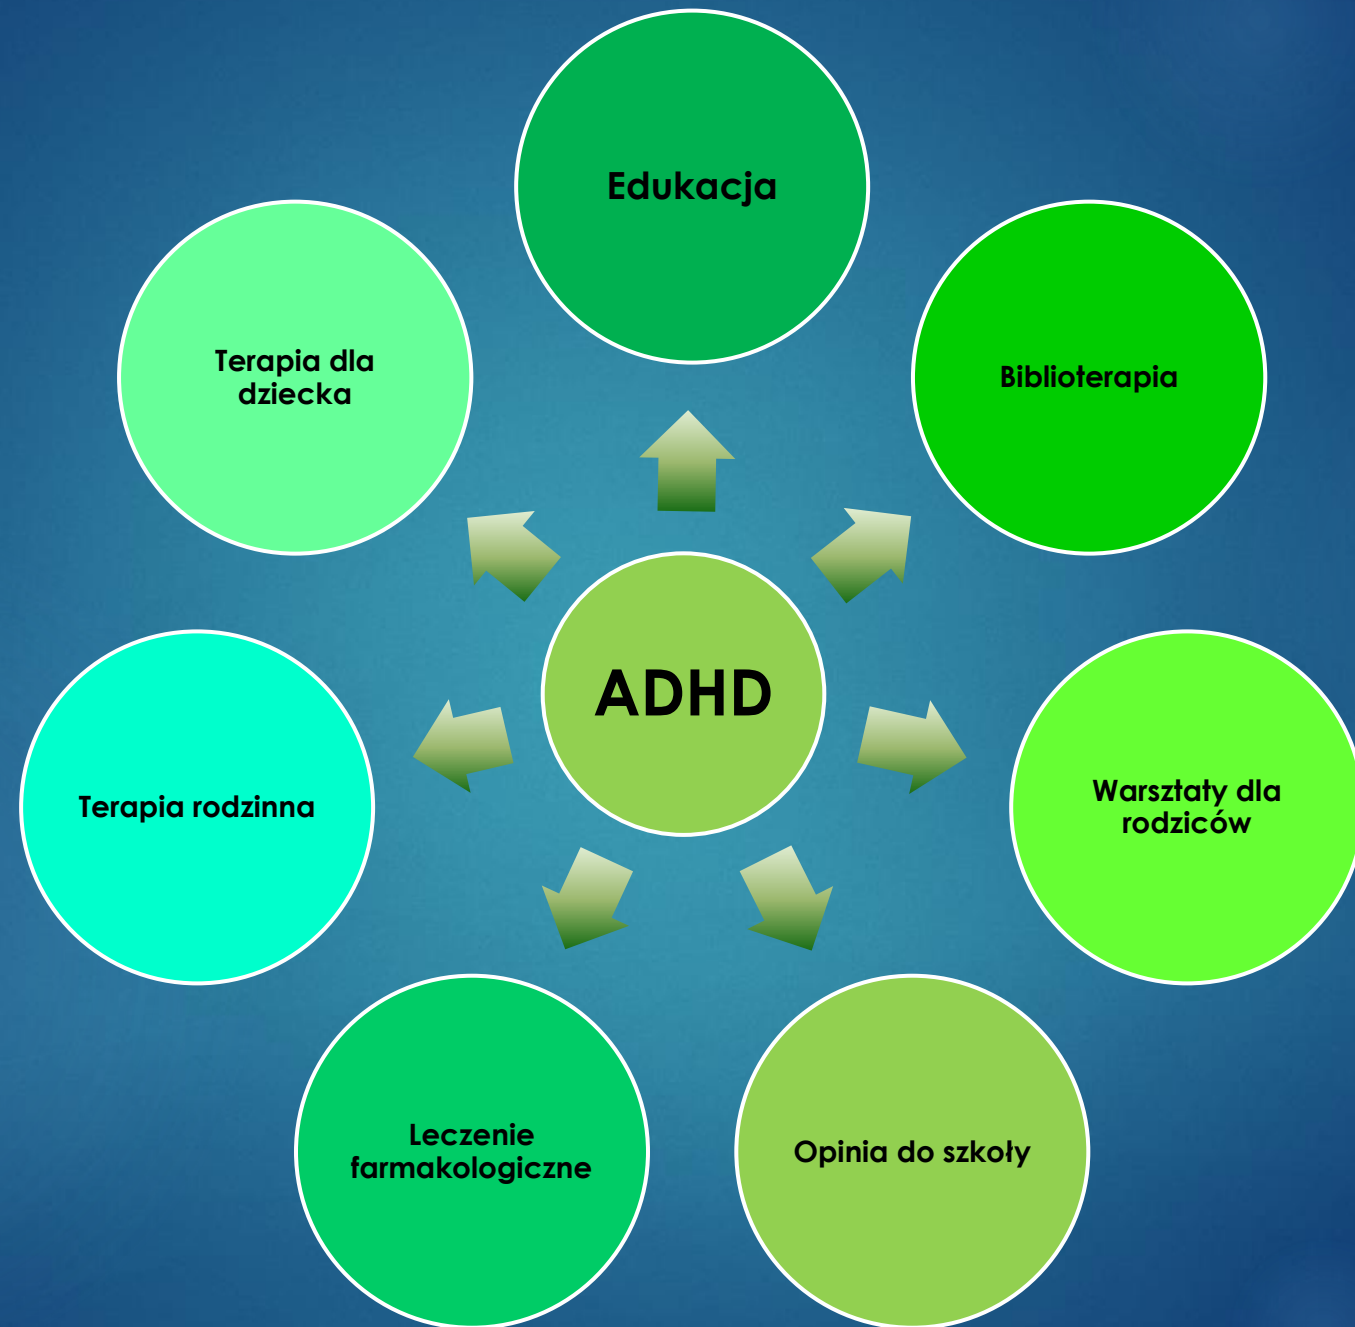 Edukacja
Biblioterapia
Warsztaty dla
rodziców
Opinia do szkoły
Leczenie
farmakologiczne
Terapia rodzinna
Terapia dla
dziecka
ADHD